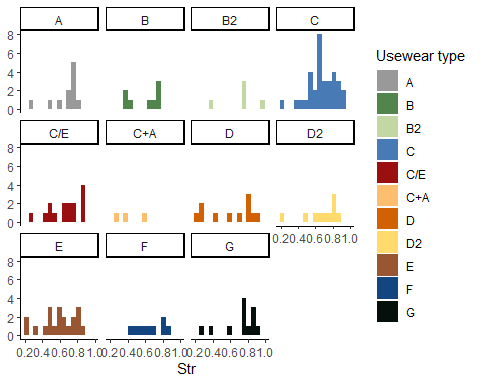 A B B2 C
Usewear type
8
6
4
2
0
A
B
B2
C
C/E
C+A
D
D2
E
F
G
C/E C+A D D2
8
6
4
2
0
0.20.40.60.81.0
E F G
8
6
4
2
0
0.20.40.60.81.0 0.20.40.60.81.0 0.20.40.60.81.0
Str